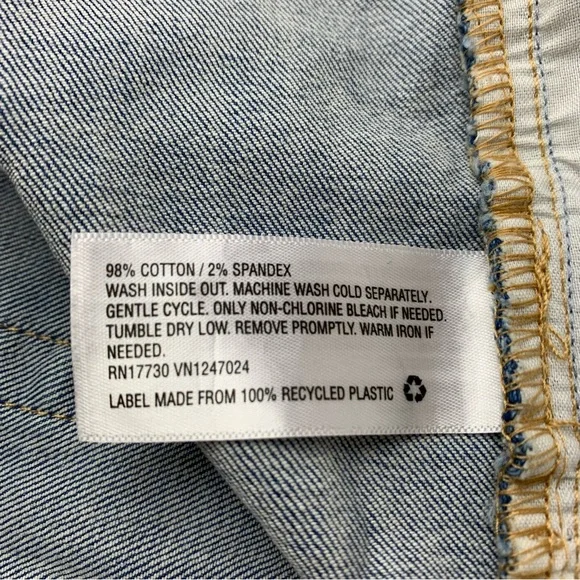 98% COTTON / 2% SPANDEX
WASH INSIDE OUT. MACHINE WASH COLD SEPARATELY.
GENTLE CYCLE. ONLY NON-CHLORINE BLEACH IF NEEDED.
TUMBLE DRY LOW. REMOVE PROMPTLY. WARM IRON IF
NEEDED.
RN17730 VN1247024
LABEL MADE FROM 100% RECYCLED PLASTIC